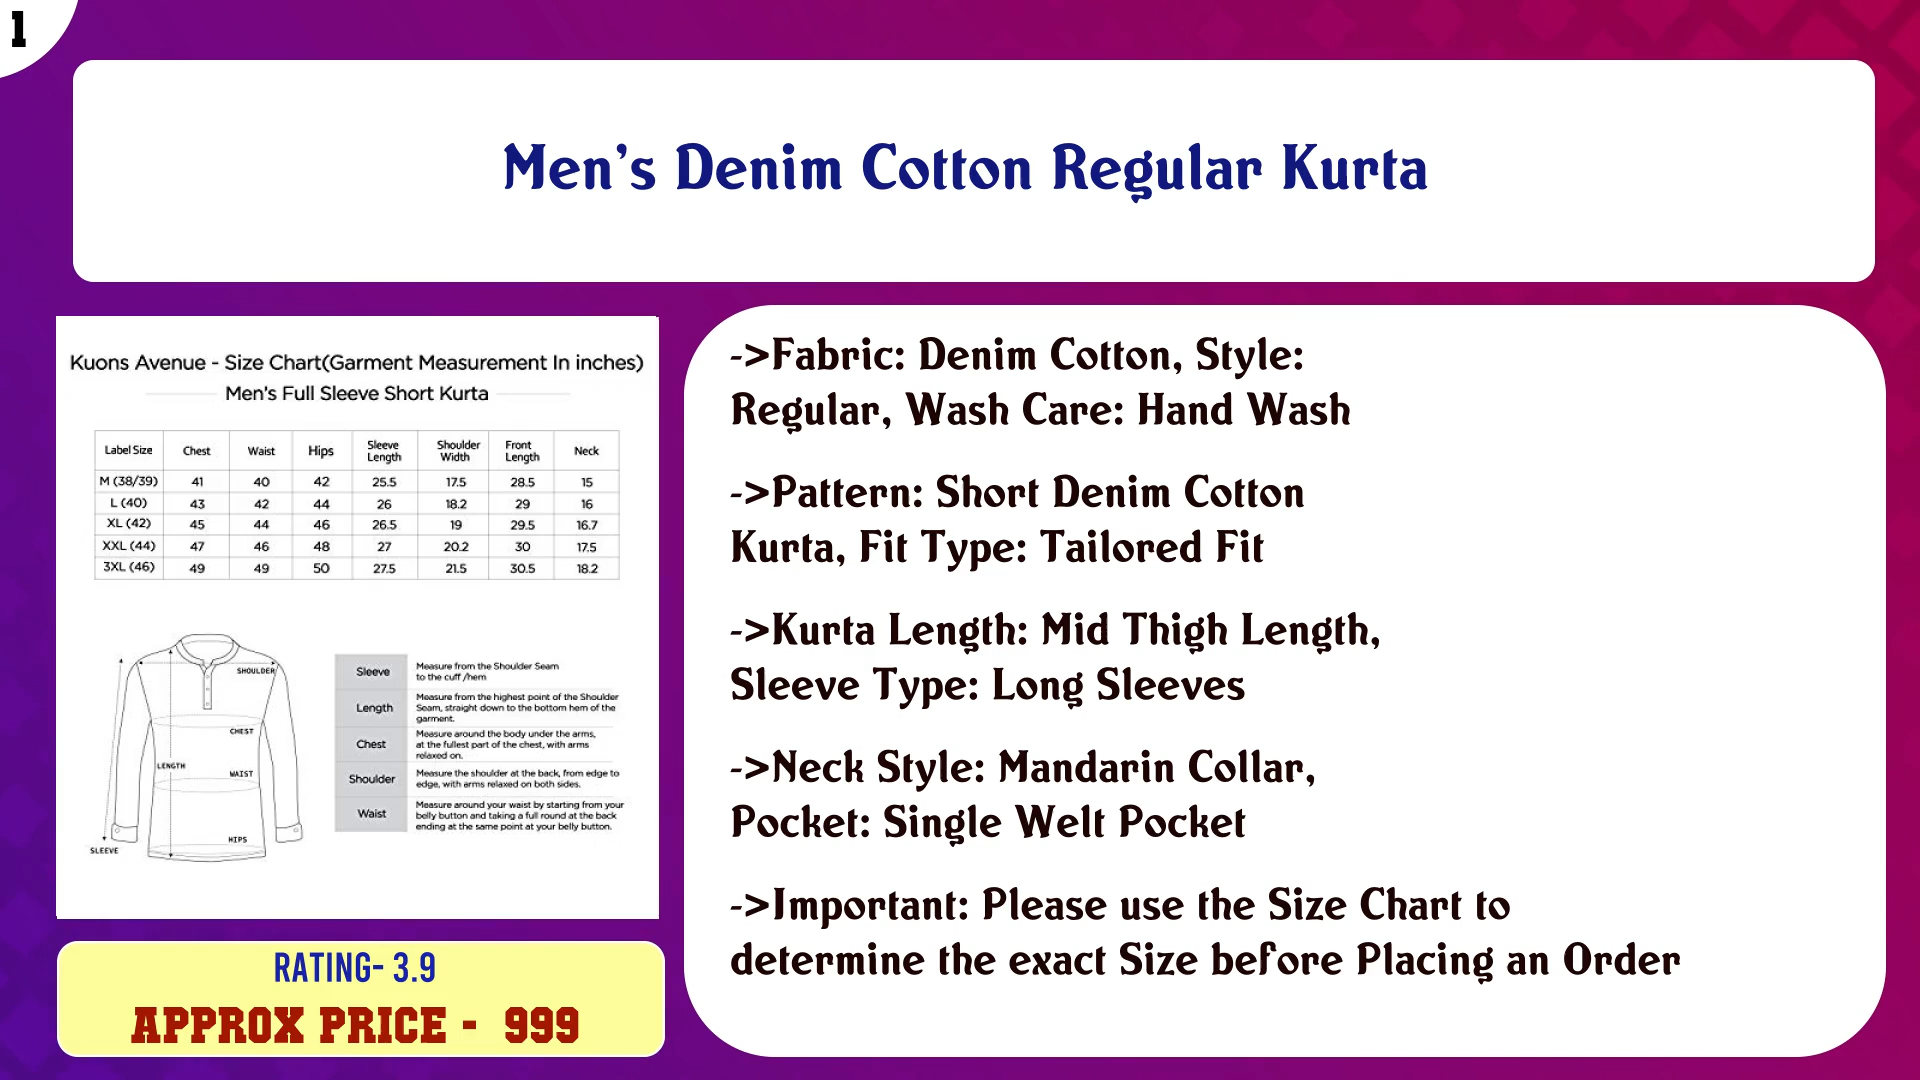 1
Men's Denim Cotton Regular Kurta
Kuons Avenue - Size Chart(Garment Measurement In inches)
Men's Full Sleeve Short Kurta
Label Size Chest Waist Hips Sleeve Length Shoulder Width Front Length Neck
M (38/39) 41 40 42 25.5 17.5 28.5 15
L (40) 43 42 44 26 18.2 29 16
XL (42) 45 44 46 26.5 19 29.5 16.7
XXL (44) 47 46 48 27 20.2 30 17.5
3XL (46) 49 49 50 27.5 21.5 30.5 18.2
SHOULDER
CHEST
LENGTH
WAIST
HIPS
SLEEVE
Sleeve
Measure from the Shoulder Seam
to the cuff /hem
Length
Measure from the highest point of the Shoulder
Seam, straight down to the bottom hem of the
garment.
Chest
Measure around the body under the arms,
at the fullest part of the chest, with arms
relaxed on.
Shoulder
Measure the shoulder at the back, from edge to
edge, with arms relaxed on both sides.
Waist
Measure around your waist by starting from your
belly button and taking a full round at the back
ending at the same point at your belly button.
RATING- 3.9
APPROX PRICE - 999
->Fabric: Denim Cotton, Style:
Regular, Wash Care: Hand Wash
->Pattern: Short Denim Cotton
Kurta, Fit Type: Tailored Fit
->Kurta Length: Mid Thigh Length,
Sleeve Type: Long Sleeves
->Neck Style: Mandarin Collar,
Pocket: Single Welt Pocket
->Important: Please use the Size Chart to
determine the exact Size before Placing an Order